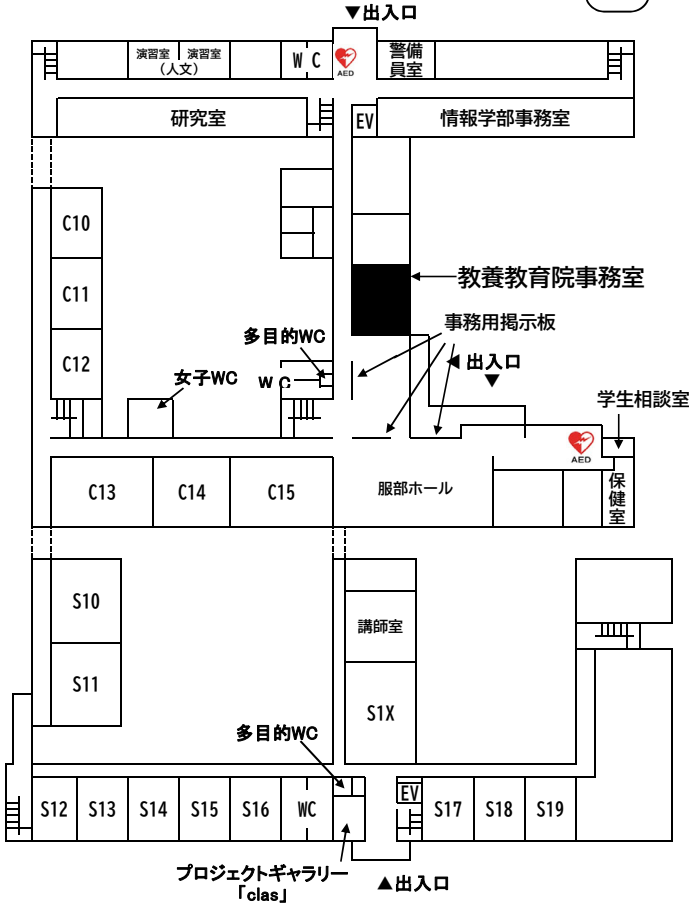 ▼出入口
演習室 演習室
（人文）
W C
AED
警備
員室
研究室
EV
情報学部事務室
C10
C11
C12
教養教育院事務室
事務用掲示板
多目的WC
W C
女子WC
◀ 出入口
▼
学生相談室
AED
C13
C14
C15
服部ホール
保
健
室
S10
S11
講師室
S1X
多目的WC
S12
S13
S14
S15
S16
WC
EV
S17
S18
S19
プロジェクトギャラリー
「clas」
▲出入口